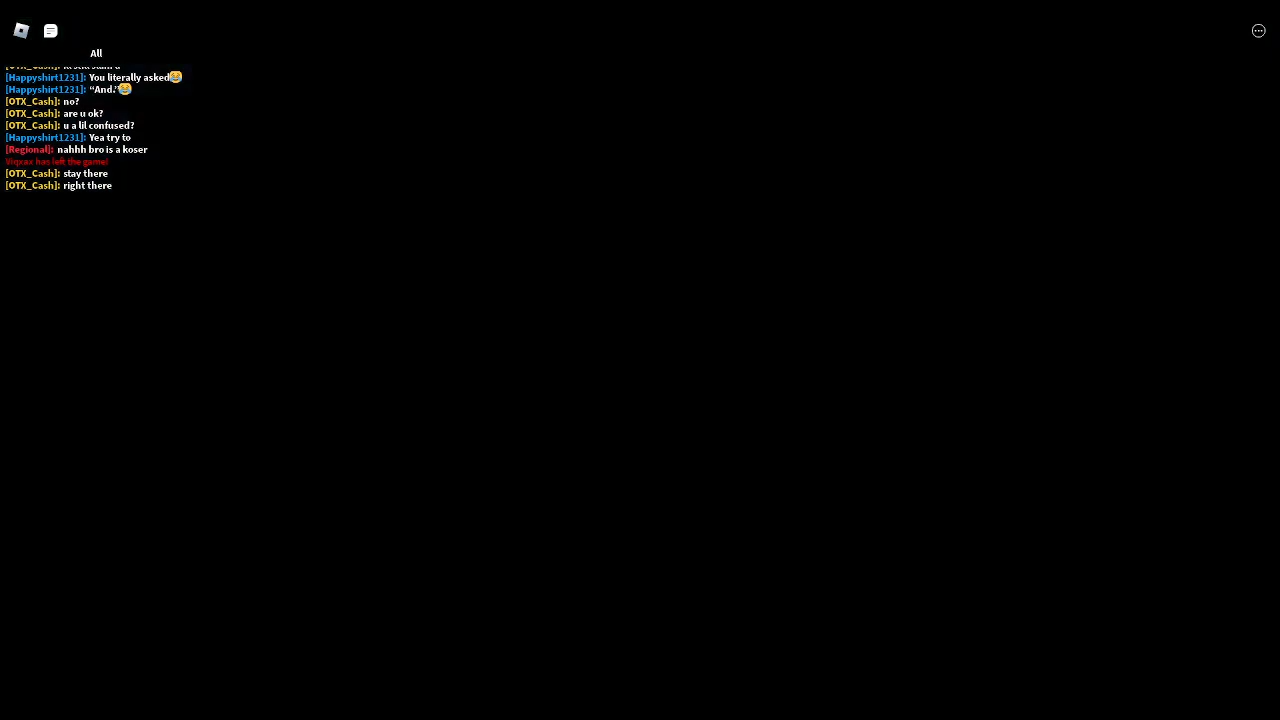 All
[Happyshirt1231]: You literally asked😂
[Happyshirt1231]: “And.”😂
[OTX_Cash]: no?
[OTX_Cash]: are u ok?
[OTX_Cash]: u a lil confused?
[Happyshirt1231]: Yea try to
[Regional]: nahhh bro is a koser
has left the game!
[OTX_Cash]: stay there
[OTX_Cash]: right there